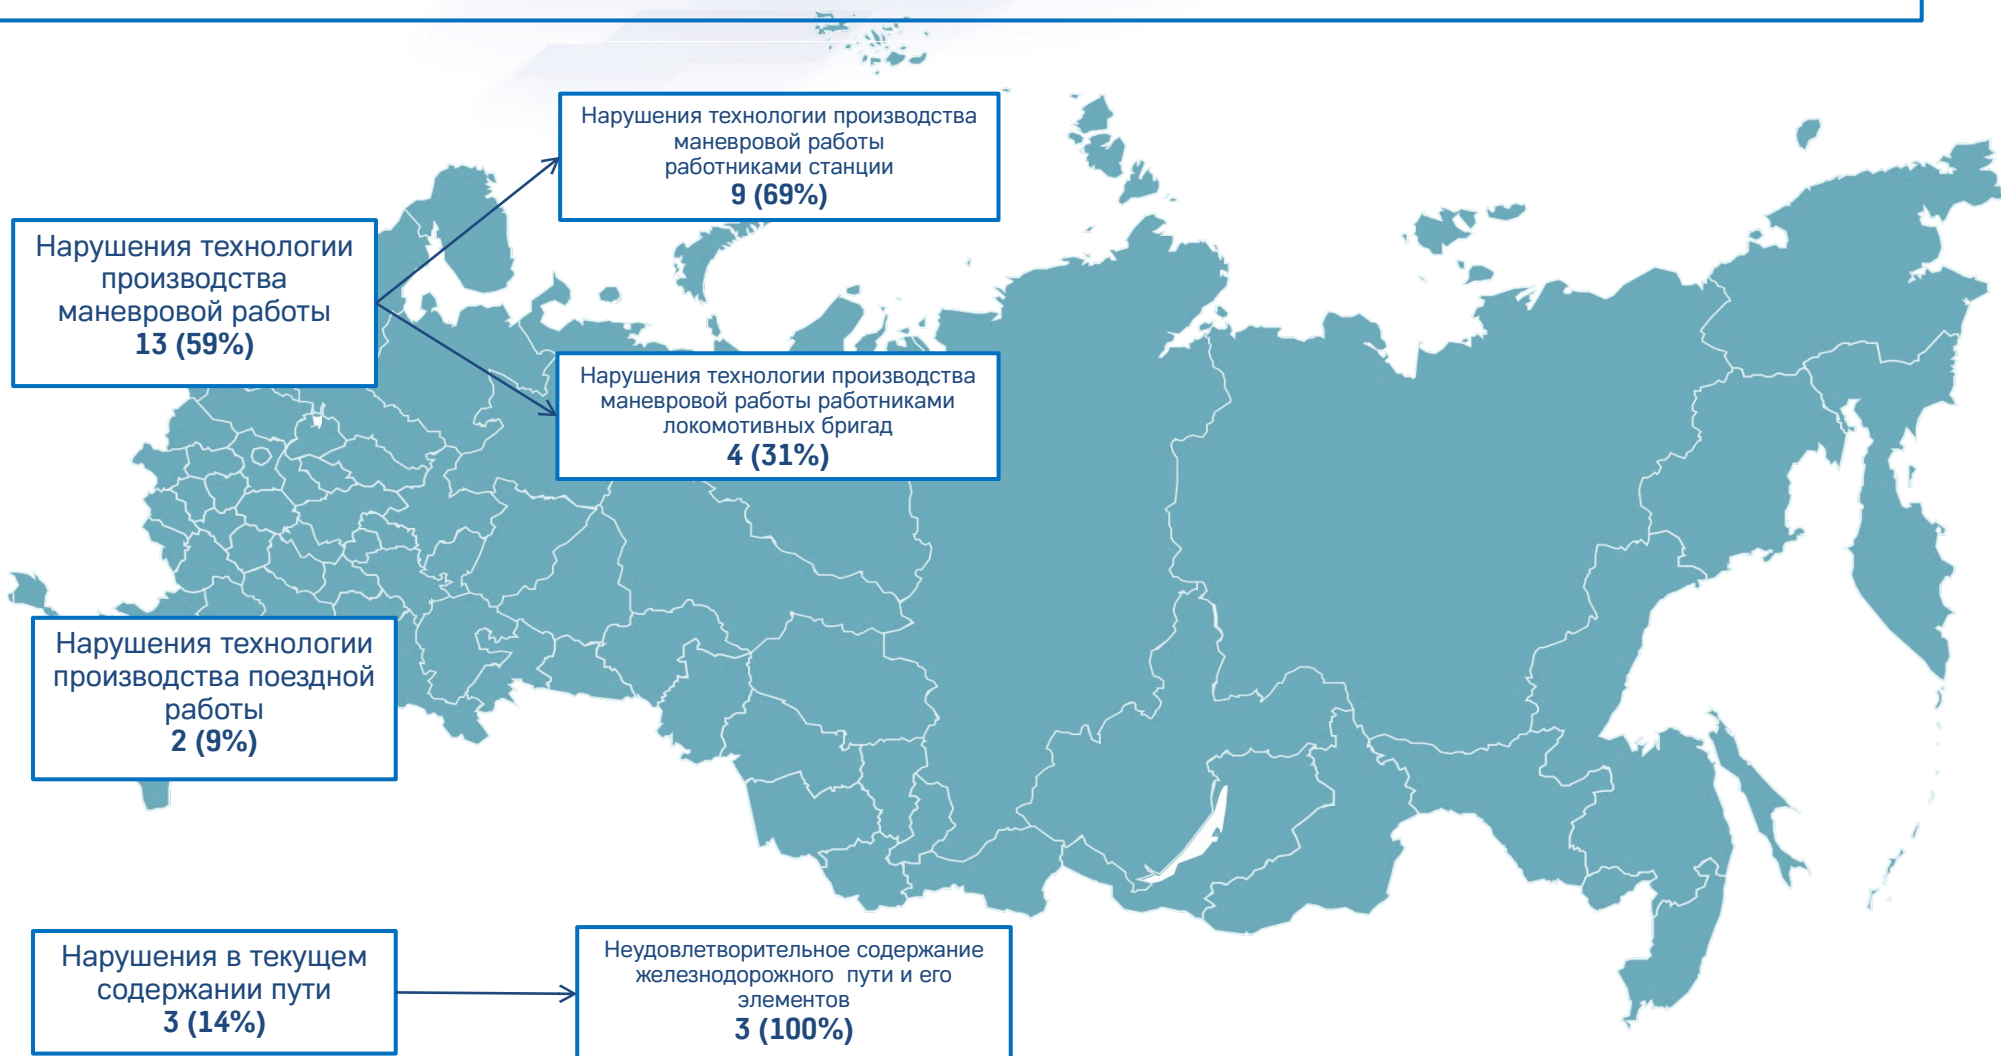 Нарушения технологии производства
маневровой работы
работниками станции
9 (69%)
Нарушения технологии
производства
маневровой работы
13 (59%)
Нарушения технологии производства
маневровой работы работниками
локомотивных бригад
4 (31%)
Нарушения технологии
производства поездной
работы
2 (9%)
Нарушения в текущем
содержании пути
3 (14%)
Неудовлетворительное содержание
железнодорожного  пути и его
элементов
3 (100%)